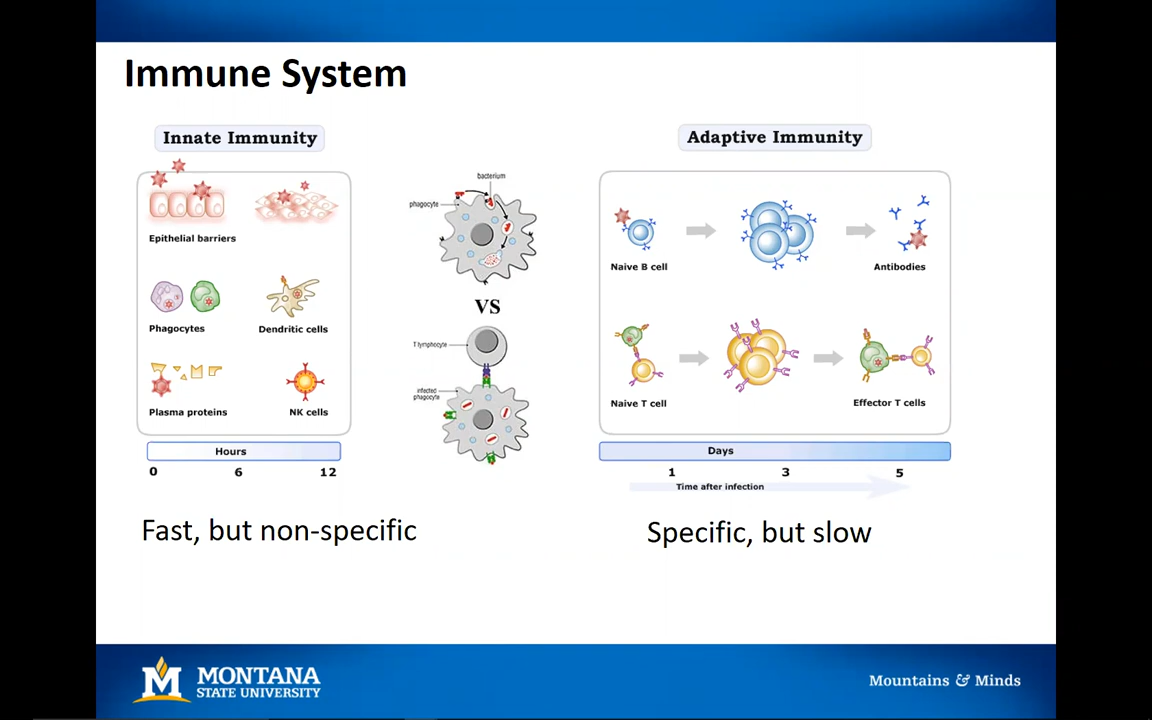 Immune System
Innate Immunity
Epithelial barriers
Phagocytes
Dendritic cells
Plasma proteins
NK cells
Hours
0 6 12
Fast, but non-specific
bacterium
phagocyte
VS
T lymphocyte
infected
phagocyte
Adaptive Immunity
Naive B cell
Antibodies
Naive T cell
Effector T cells
Days
1 3 5
Time after infection
Specific, but slow
M
MONTANA
STATE UNIVERSITY
Mountains & Minds